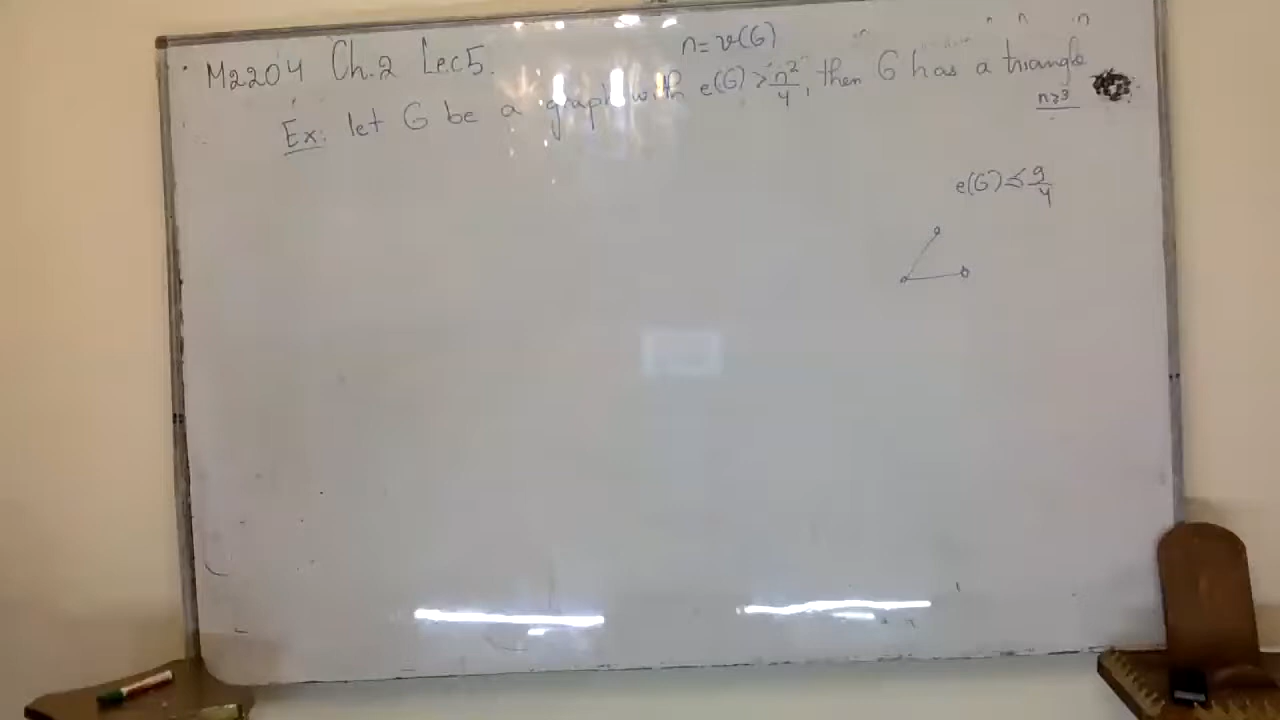 M2204 Ch.2 Lec5.
n = v(G)
Ex: let G be a graph with e(G) > n²/4, then G has a triangle
n≥3
e(G) ≤ 9/4